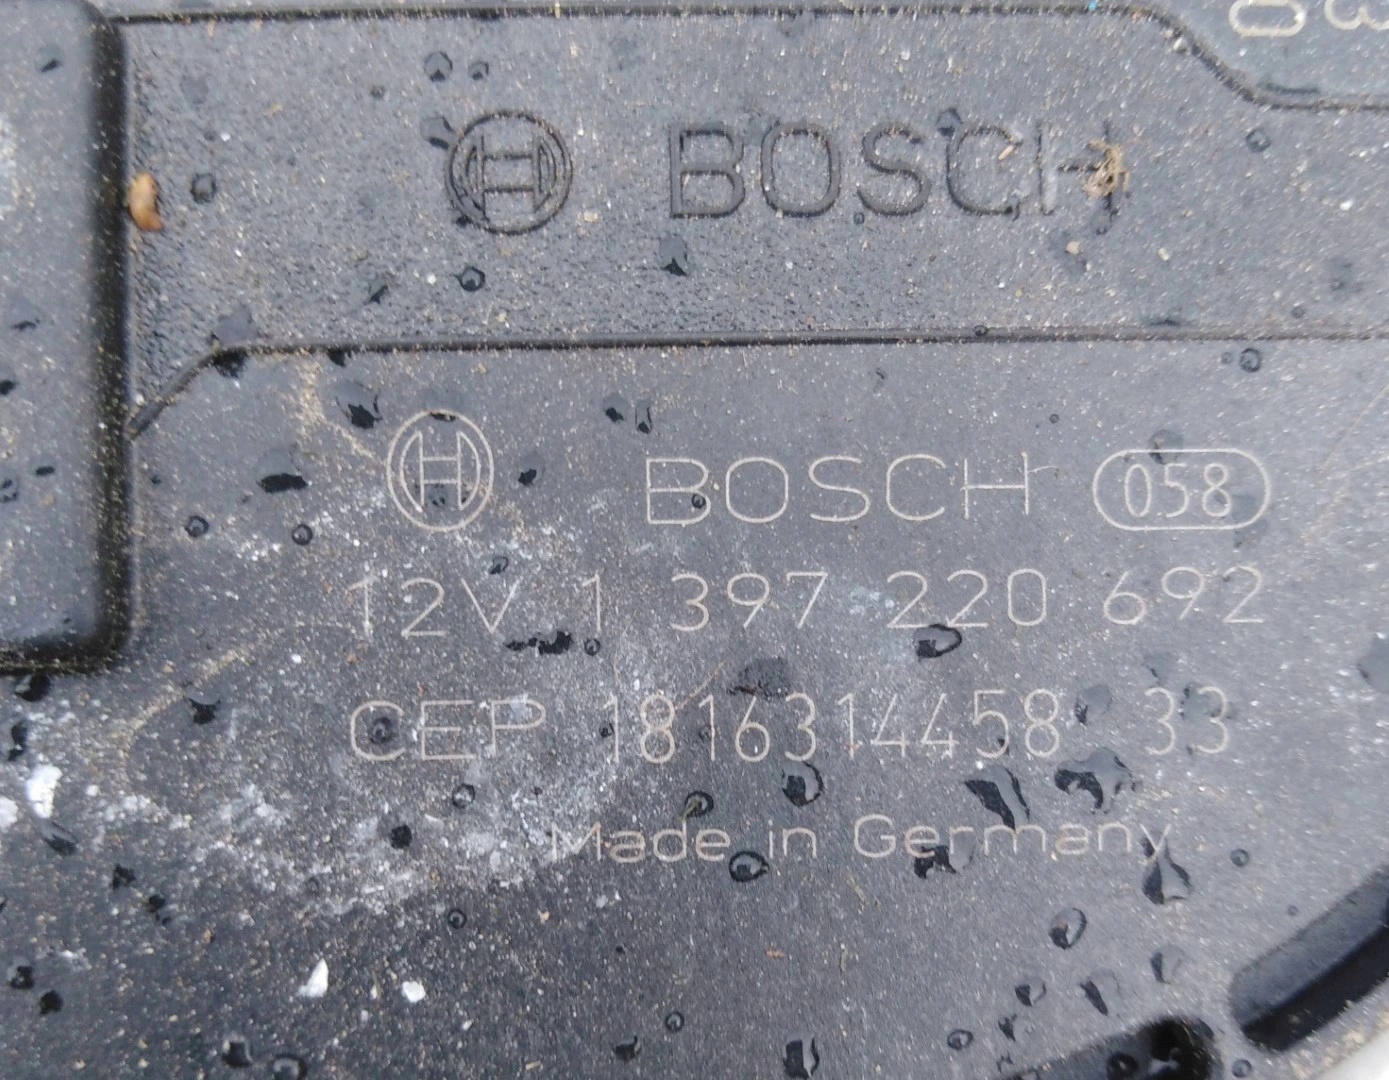 BOSCH
BOSCH 058
12V 1 397 220 692
CEP 1816314458 33
Made in Germany